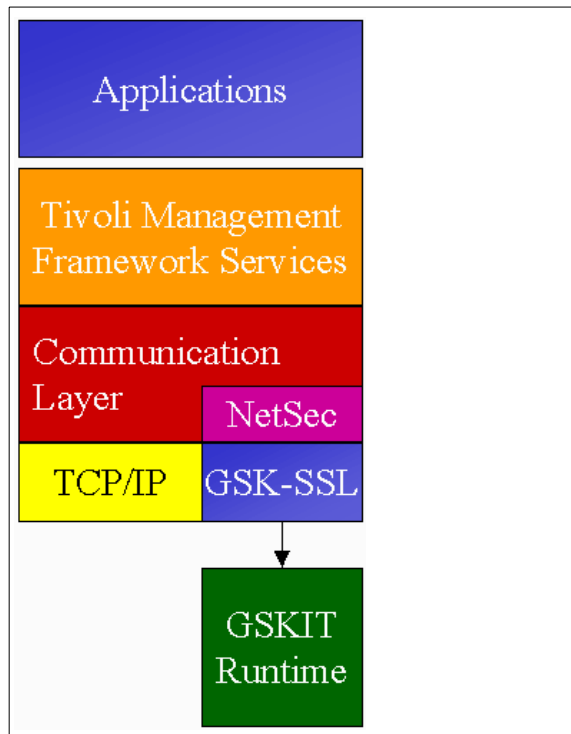 Applications
Tivoli Management
Framework Services
Communication
Layer
NetSec
TCP/IP
GSK-SSL
GSKIT
Runtime